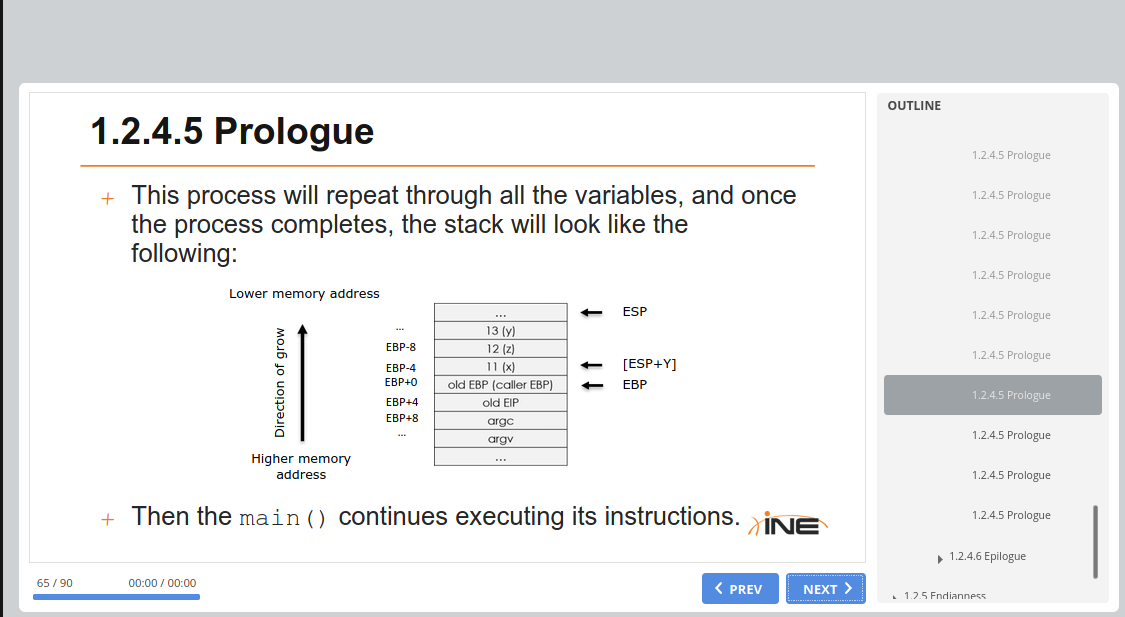 1.2.4.5 Prologue
+ This process will repeat through all the variables, and once
the process completes, the stack will look like the
following:
Lower memory address
Direction of grow
Higher memory
address
...
EBP-8
EBP-4
EBP+0
EBP+4
EBP+8
...
...
13 (y)
12 (z)
11 (x)
old EBP (caller EBP)
old EIP
argc
argv
...
ESP
[ESP+Y]
EBP
+ Then the main() continues executing its instructions.
iNE
65 / 90
00:00 / 00:00
PREV
NEXT
OUTLINE
1.2.4.5 Prologue
1.2.4.5 Prologue
1.2.4.5 Prologue
1.2.4.5 Prologue
1.2.4.5 Prologue
1.2.4.5 Prologue
1.2.4.5 Prologue
1.2.4.5 Prologue
1.2.4.5 Prologue
1.2.4.5 Prologue
1.2.4.6 Epilogue
1.2.5 Endianness